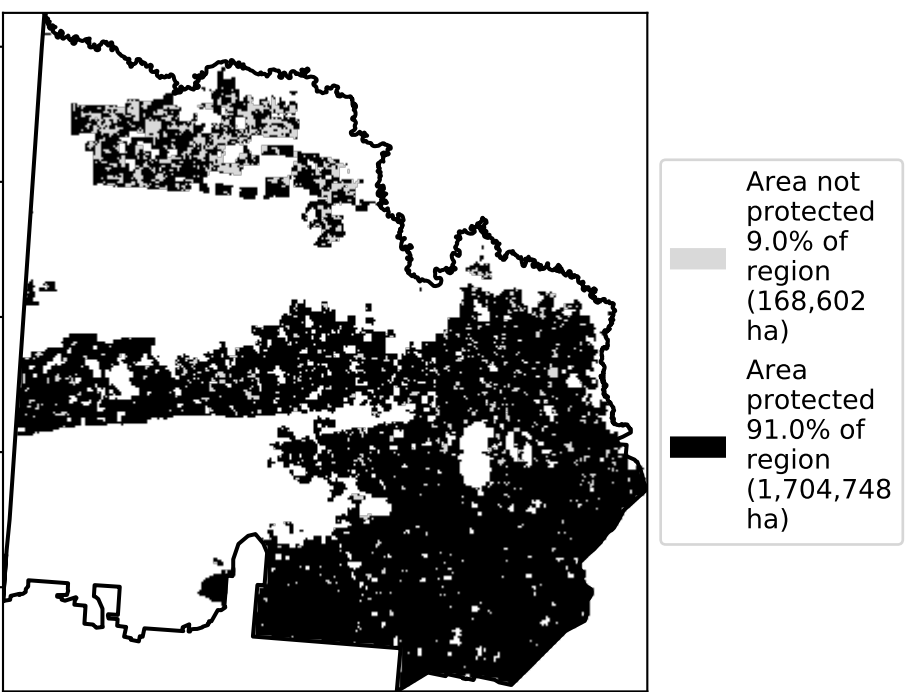 Area not
protected
9.0% of
region
(168,602
ha)
Area
protected
91.0% of
region
(1,704,748
ha)